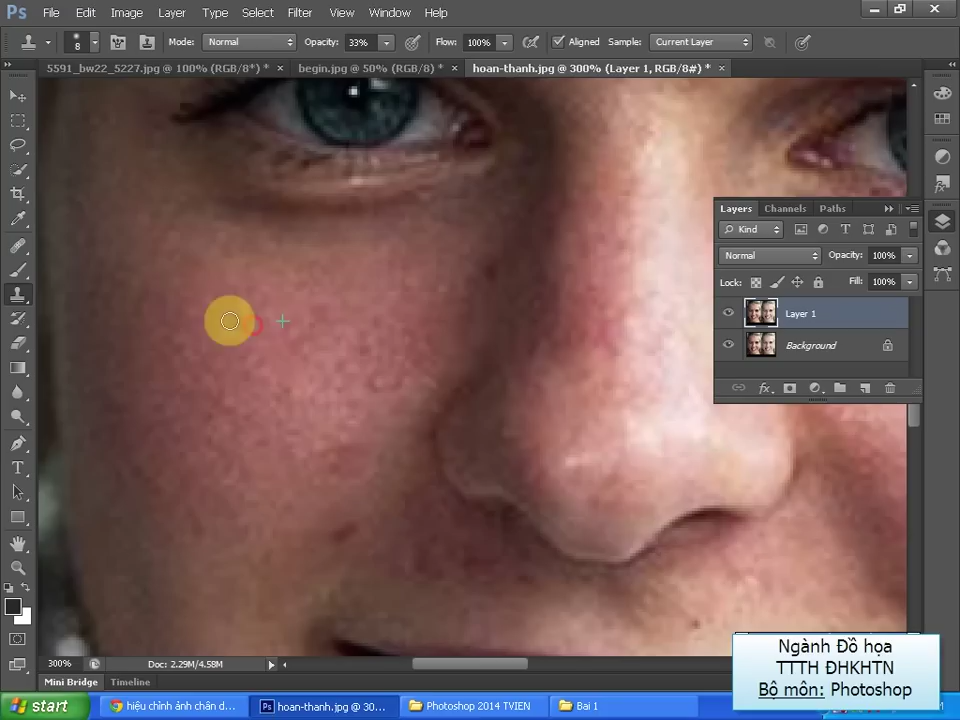 Ps File Edit Image Layer Type Select Filter View Window Help
8 Mode: Normal Opacity: 33% Flow: 100% Aligned Sample: Current Layer
5591_bw22_5227.jpg @ 100% (RGB/8*) * × begin.jpg @ 50% (RGB/8) * × hoan-thanh.jpg @ 300% (Layer 1, RGB/8#) * ×
Layers Channels Paths
Kind
Normal Opacity: 100%
Lock: Fill: 100%
Layer 1
Background
300% Doc: 2.29M/4.58M
Mini Bridge Timeline
Ngành Đồ họa
TTTH ĐHKHTN
Bộ môn: Photoshop
start hiệu chỉnh ảnh chân d... hoan-thanh.jpg @ 30... Photoshop 2014 TVIEN Bai 1